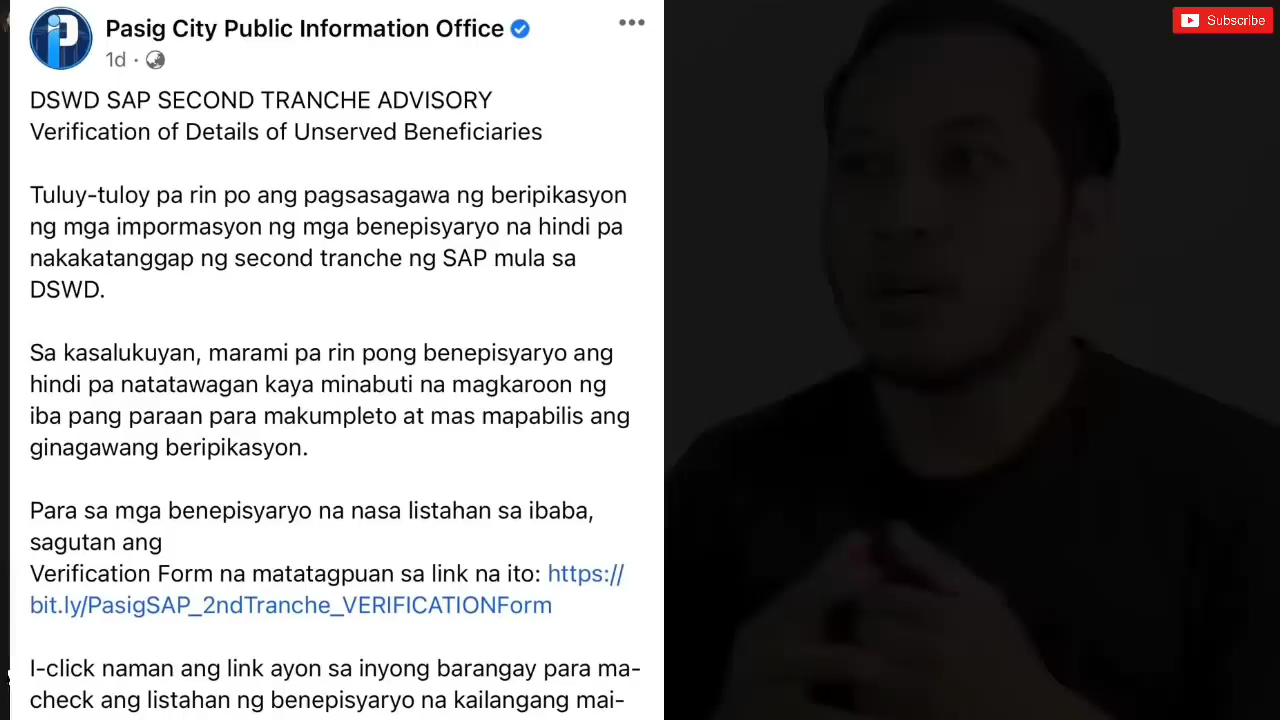 Pasig City Public Information Office
1d ·
DSWD SAP SECOND TRANCHE ADVISORY
Verification of Details of Unserved Beneficiaries
Tuluy-tuloy pa rin po ang pagsasagawa ng beripikasyon
ng mga impormasyon ng mga benepisyaryo na hindi pa
nakakatanggap ng second tranche ng SAP mula sa
DSWD.
Sa kasalukuyan, marami pa rin pong benepisyaryo ang
hindi pa natatawagan kaya minabuti na magkaroon ng
iba pang paraan para makumpleto at mas mapabilis ang
ginagawang beripikasyon.
Para sa mga benepisyaryo na nasa listahan sa ibaba,
sagutan ang
Verification Form na matatagpuan sa link na ito: https://
bit.ly/PasigSAP_2ndTranche_VERIFICATIONForm
I-click naman ang link ayon sa inyong barangay para ma-
check ang listahan ng benepisyaryo na kailangang mai-
Subscribe